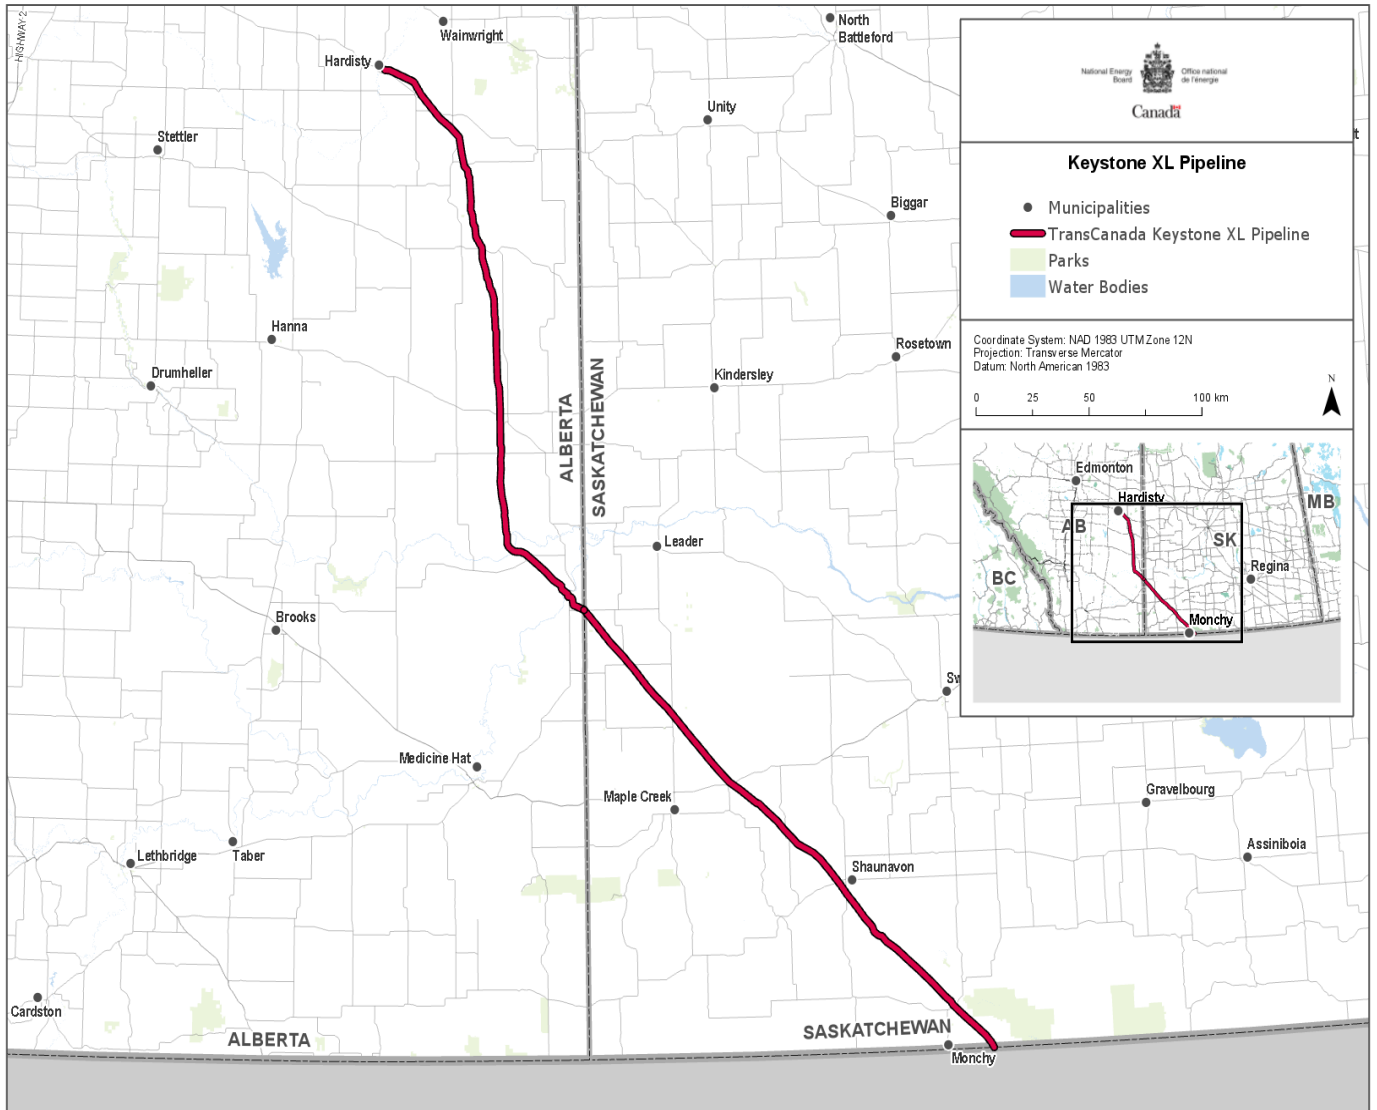 HIGHWAY 2
Wainwright
North
Battleford
Hardisty
Unity
Stettler
Biggar
Hanna
Rosetown
Drumheller
Kindersley
ALBERTA
SASKATCHEWAN
Leader
Brooks
Sw
Medicine Hat
Maple Creek
Gravelbourg
Lethbridge
Taber
Assiniboia
Shaunavon
Cardston
ALBERTA
SASKATCHEWAN
Monchy
t
National Energy
Board
Office national
de l'énergie
Canada
Keystone XL Pipeline
Municipalities
TransCanada Keystone XL Pipeline
Parks
Water Bodies
Coordinate System: NAD 1983 UTM Zone 12N
Projection: Transverse Mercator
Datum: North American 1983
0 25 50 100 km
N
Edmonton
Hardisty
AB
SK
MB
BC
Regina
Monchy